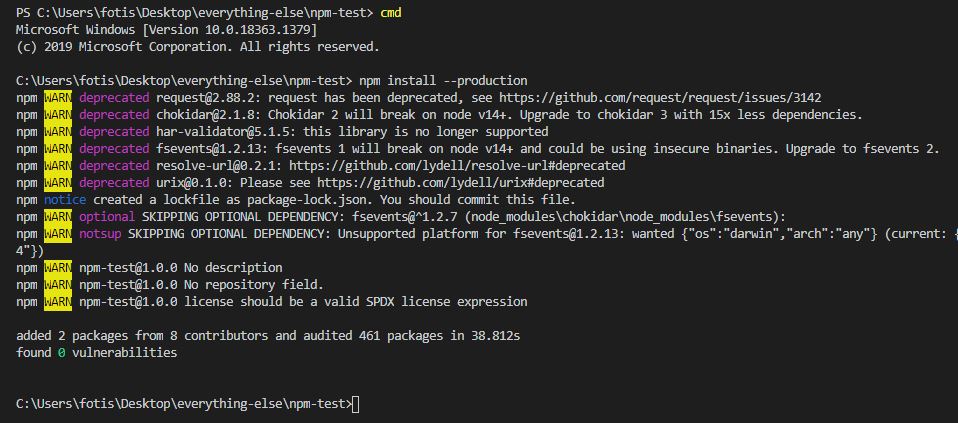 PS C:\Users\fotis\Desktop\everything-else\npm-test> cmd
Microsoft Windows [Version 10.0.18363.1379]
(c) 2019 Microsoft Corporation. All rights reserved.
C:\Users\fotis\Desktop\everything-else\npm-test> npm install --production
npm WARN deprecated request@2.88.2: request has been deprecated, see https://github.com/request/request/issues/3142
npm WARN deprecated chokidar@2.1.8: Chokidar 2 will break on node v14+. Upgrade to chokidar 3 with 15x less dependencies.
npm WARN deprecated har-validator@5.1.5: this library is no longer supported
npm WARN deprecated fsevents@1.2.13: fsevents 1 will break on node v14+ and could be using insecure binaries. Upgrade to fsevents 2.
npm WARN deprecated resolve-url@0.2.1: https://github.com/lydell/resolve-url#deprecated
npm WARN deprecated urix@0.1.0: Please see https://github.com/lydell/urix#deprecated
npm notice created a lockfile as package-lock.json. You should commit this file.
npm WARN optional SKIPPING OPTIONAL DEPENDENCY: fsevents@^1.2.7 (node_modules\chokidar\node_modules\fsevents):
npm WARN notsup SKIPPING OPTIONAL DEPENDENCY: Unsupported platform for fsevents@1.2.13: wanted {"os":"darwin","arch":"any"} (current: {
4"})
npm WARN npm-test@1.0.0 No description
npm WARN npm-test@1.0.0 No repository field.
npm WARN npm-test@1.0.0 license should be a valid SPDX license expression
added 2 packages from 8 contributors and audited 461 packages in 38.812s
found 0 vulnerabilities
C:\Users\fotis\Desktop\everything-else\npm-test>